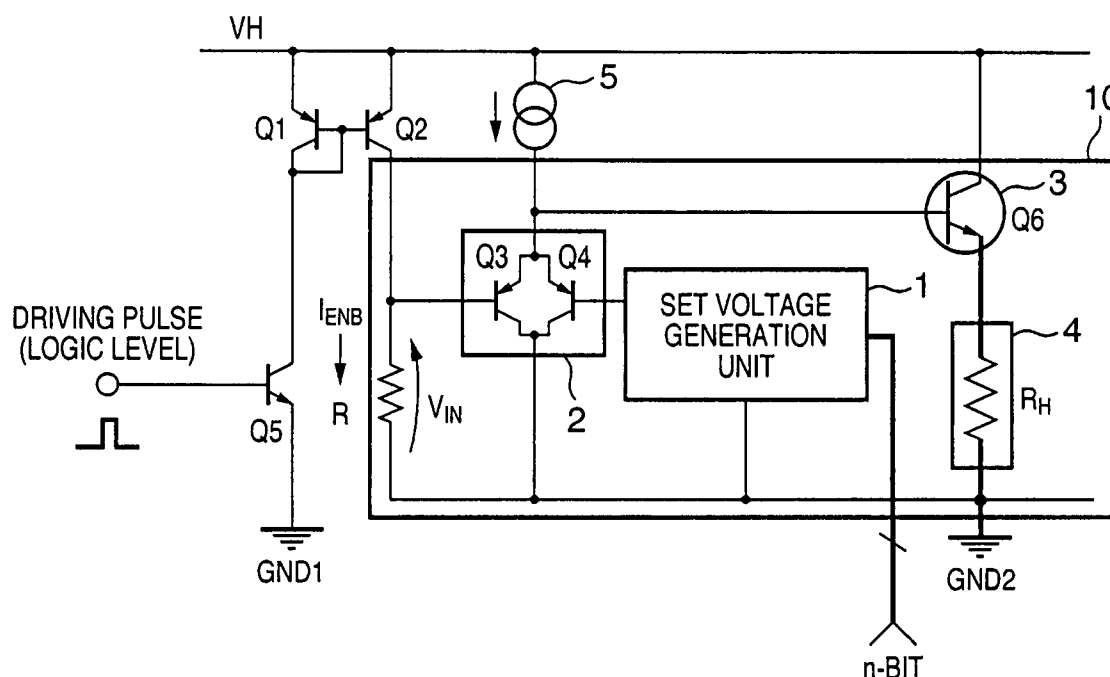 VH
5
10
Q1
Q2
3
Q6
Q3
Q4
SET VOLTAGE
GENERATION
UNIT
1
DRIVING PULSE
(LOGIC LEVEL)
IENB
4
R
VIN
2
RH
Q5
GND1
GND2
n-BIT